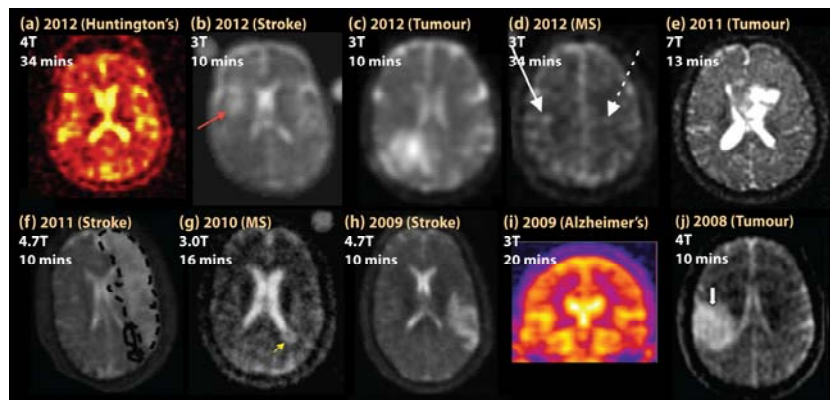 (a) 2012 (Huntington's)
4T
34 mins
(b) 2012 (Stroke)
3T
10 mins
(c) 2012 (Tumour)
3T
10 mins
(d) 2012 (MS)
3T
34 mins
(e) 2011 (Tumour)
7T
13 mins
(f) 2011 (Stroke)
4.7T
10 mins
(g) 2010 (MS)
3.0T
16 mins
(h) 2009 (Stroke)
4.7T
10 mins
(i) 2009 (Alzheimer's)
3T
20 mins
(j) 2008 (Tumour)
4T
10 mins